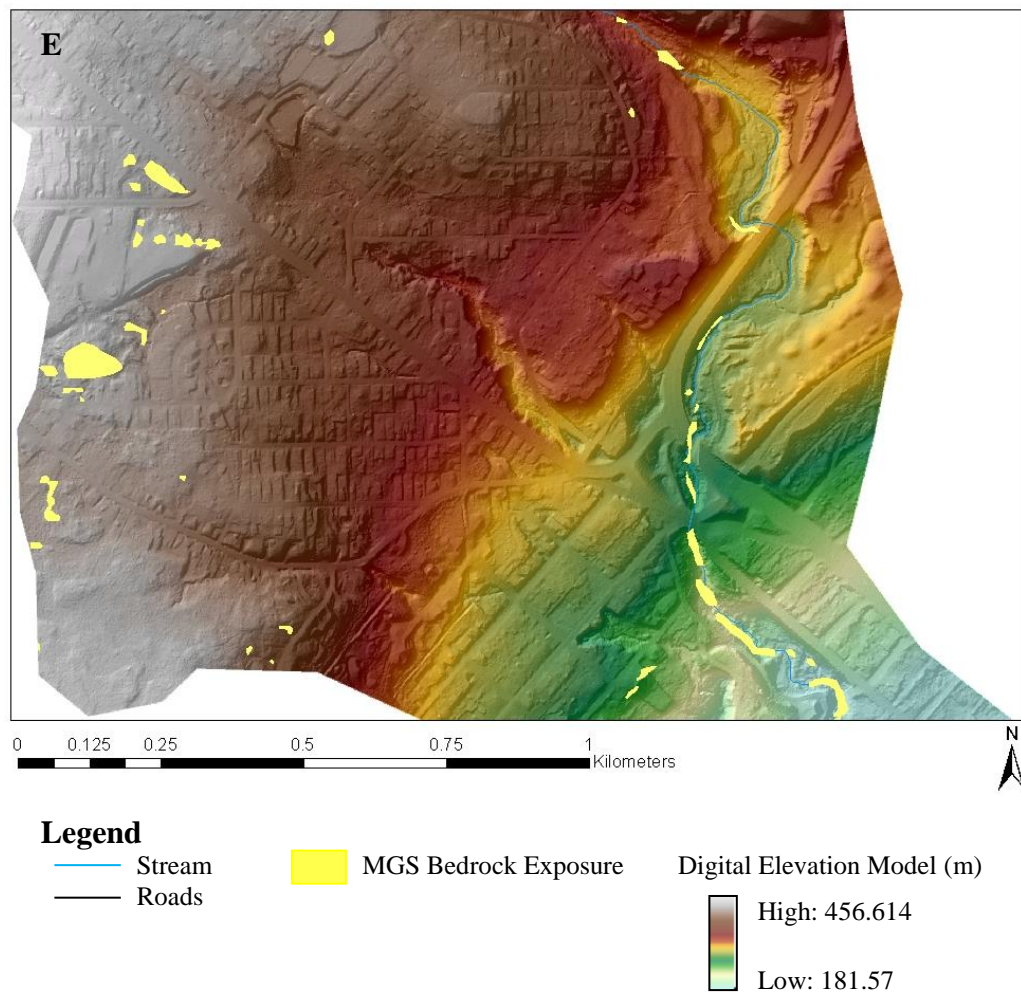 E
0 0.125 0.25 0.5 0.75 1
Kilometers
N
Legend
Stream
Roads
MGS Bedrock Exposure
Digital Elevation Model (m)
High: 456.614
Low: 181.57